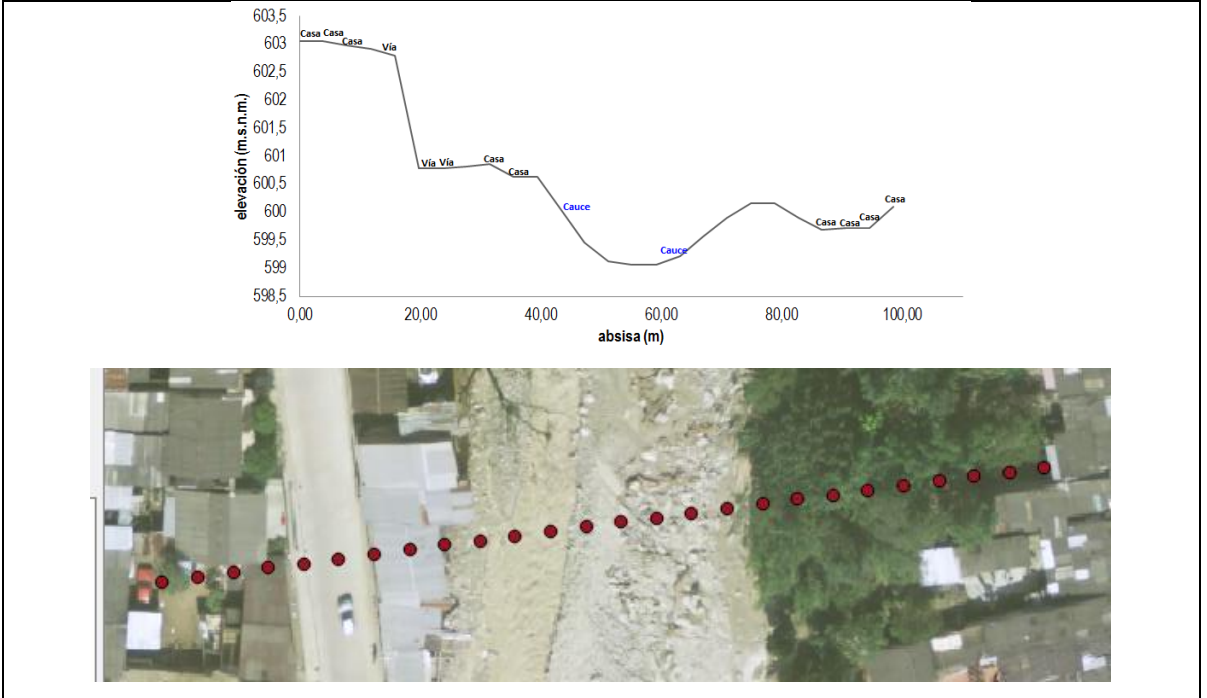 603,5
603
602,5
602
601,5
601
600,5
600
599,5
599
598,5
elevación (m.s.n.m.)
Casa Casa
Casa
Vía
Vía Vía
Casa
Casa
Cauce
Cauce
Casa Casa Casa
Casa
0,00 20,00 40,00 60,00 80,00 100,00
absisa (m)